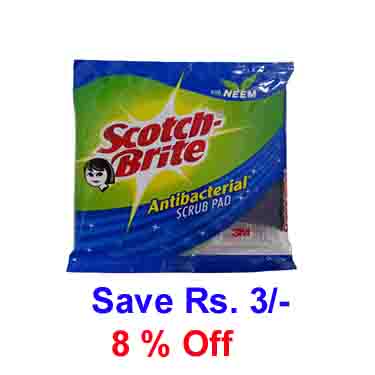 with NEEM
Scotch-
Brite
Antibacterial
SCRUB PAD
3M
Save Rs. 3/-
8 % Off